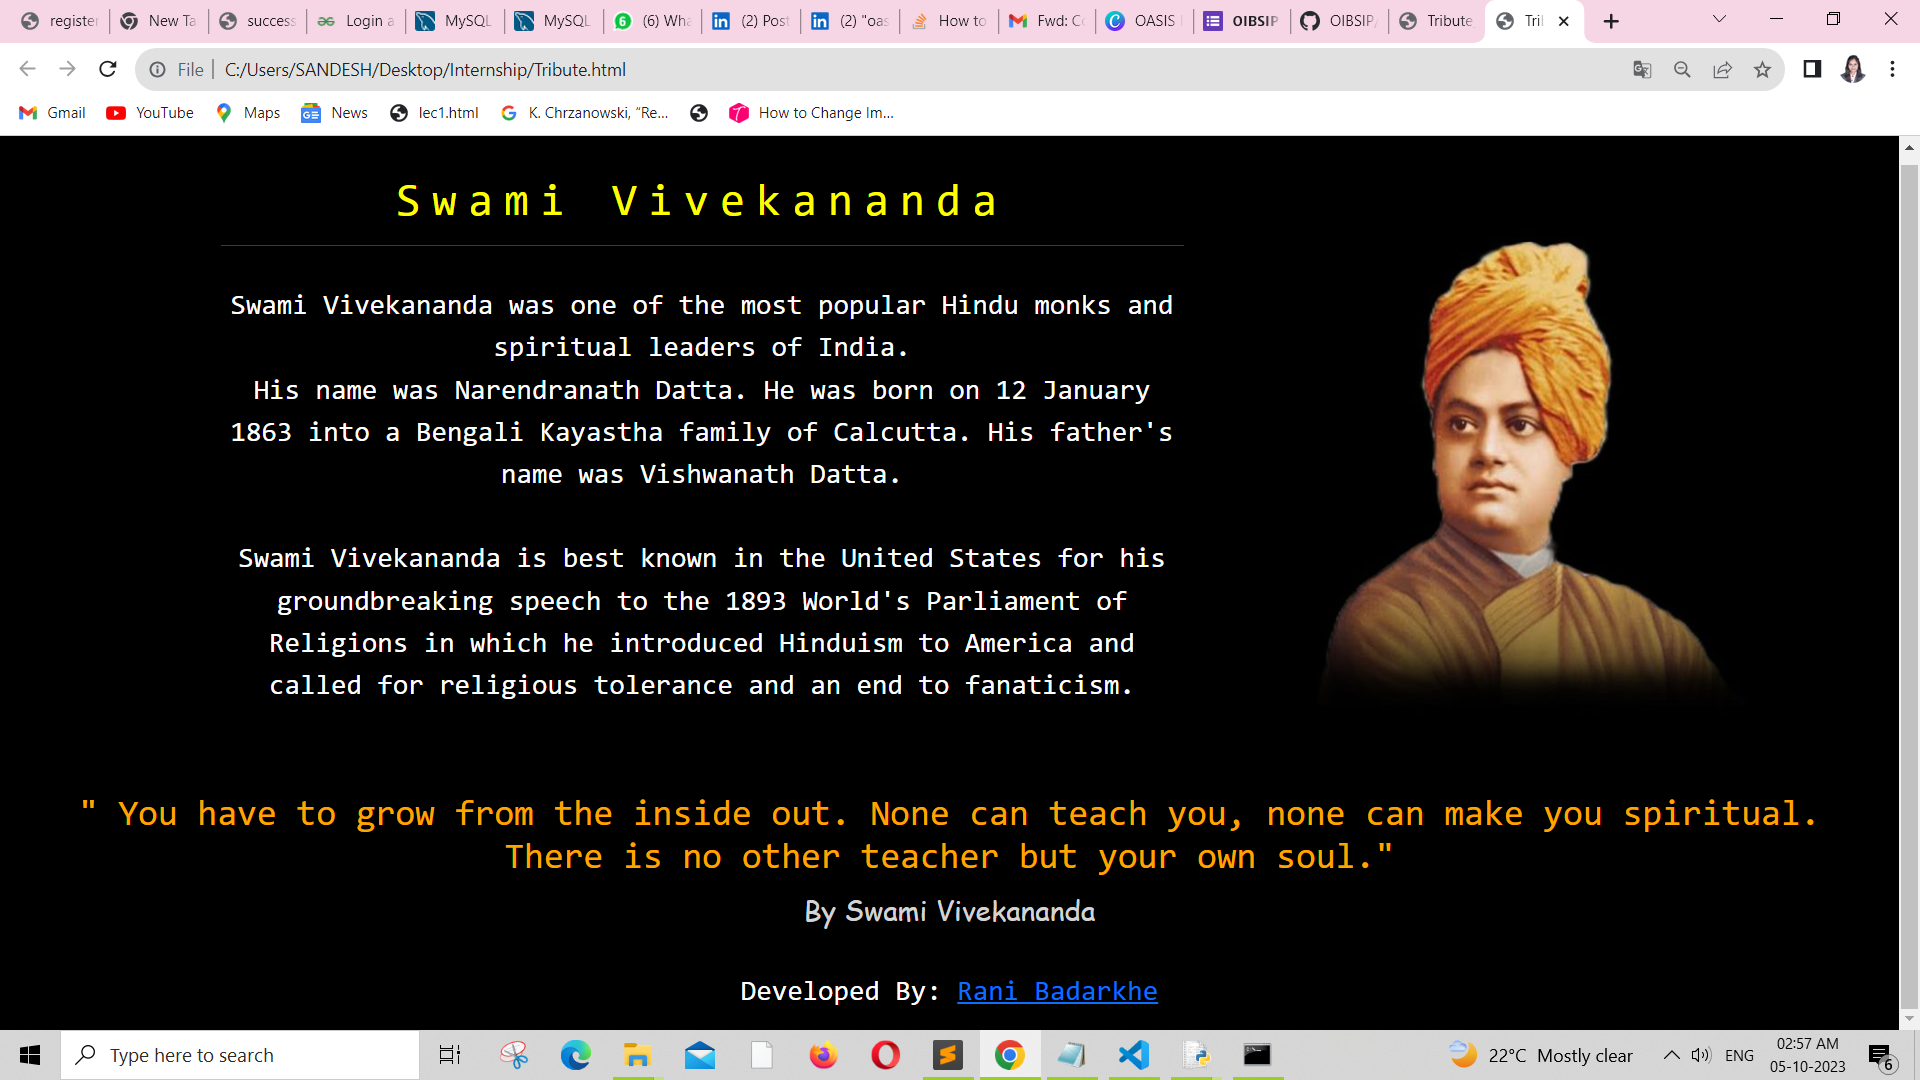 register
New Ta
success
Login a
MySQL
MySQL
(6) Wha
(2) Post
(2) "oas
How to
Fwd: Co
OASIS
OIBSIP
OIBSIP/
Tribute
Tri
File
C:/Users/SANDESH/Desktop/Internship/Tribute.html
Gmail
YouTube
Maps
News
lec1.html
K. Chrzanowski, “Re...
How to Change Im...
Swami Vivekananda
Swami Vivekananda was one of the most popular Hindu monks and
spiritual leaders of India.
His name was Narendranath Datta. He was born on 12 January
1863 into a Bengali Kayastha family of Calcutta. His father's
name was Vishwanath Datta.
Swami Vivekananda is best known in the United States for his
groundbreaking speech to the 1893 World's Parliament of
Religions in which he introduced Hinduism to America and
called for religious tolerance and an end to fanaticism.
" You have to grow from the inside out. None can teach you, none can make you spiritual.
There is no other teacher but your own soul."
By Swami Vivekananda
Developed By: Rani Badarkhe
Type here to search
22°C Mostly clear
ENG
02:57 AM
05-10-2023
6